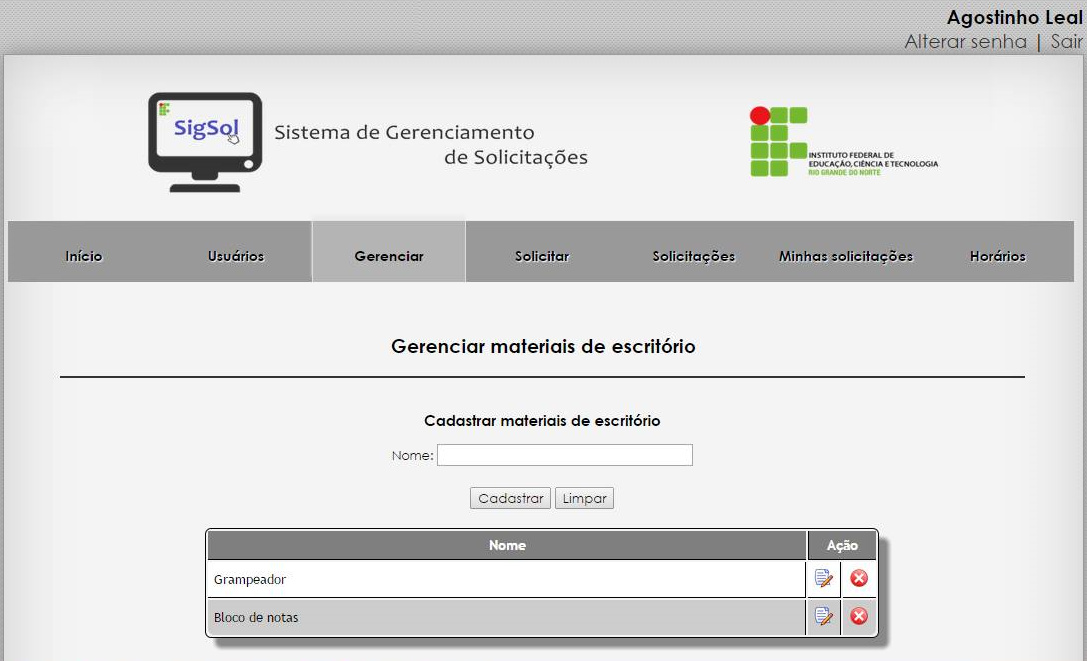 Agostinho Leal
Alterar senha | Sair
SigSol
Sistema de Gerenciamento
de Solicitações
INSTITUTO FEDERAL DE
EDUCAÇÃO, CIÊNCIA E TECNOLOGIA
RIO GRANDE DO NORTE
Início Usuários Gerenciar Solicitar Solicitações Minhas solicitações Horários
Gerenciar materiais de escritório
Cadastrar materiais de escritório
Nome:
Cadastrar Limpar
Nome Ação
Grampeador
Bloco de notas